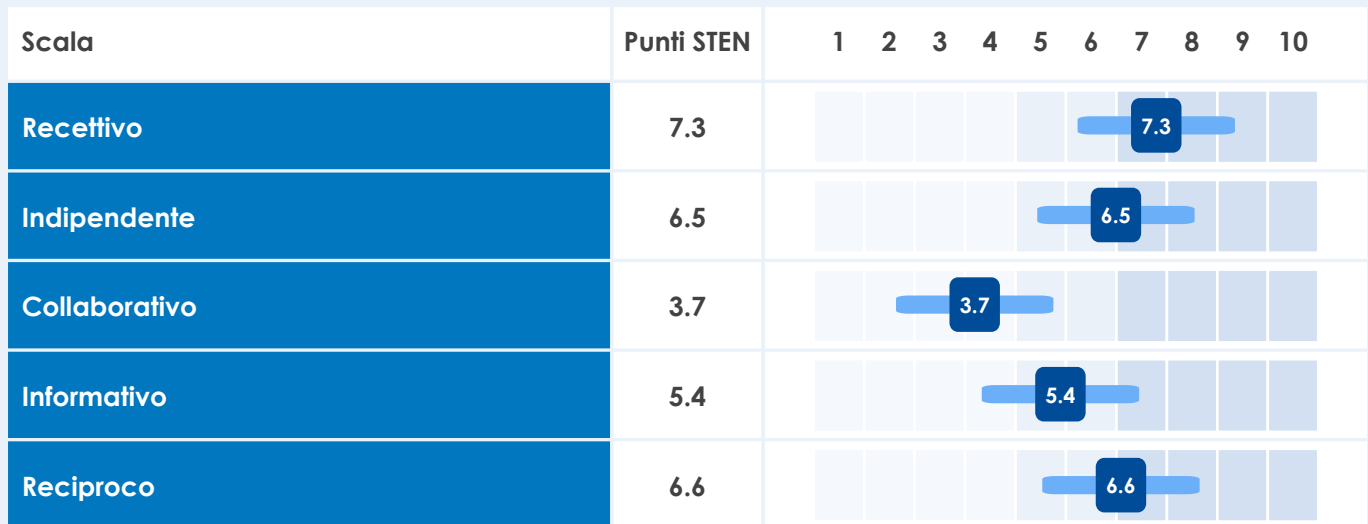 Scala Punti STEN 1 2 3 4 5 6 7 8 9 10
Recettivo 7.3 7.3
Indipendente 6.5 6.5
Collaborativo 3.7 3.7
Informativo 5.4 5.4
Reciproco 6.6 6.6